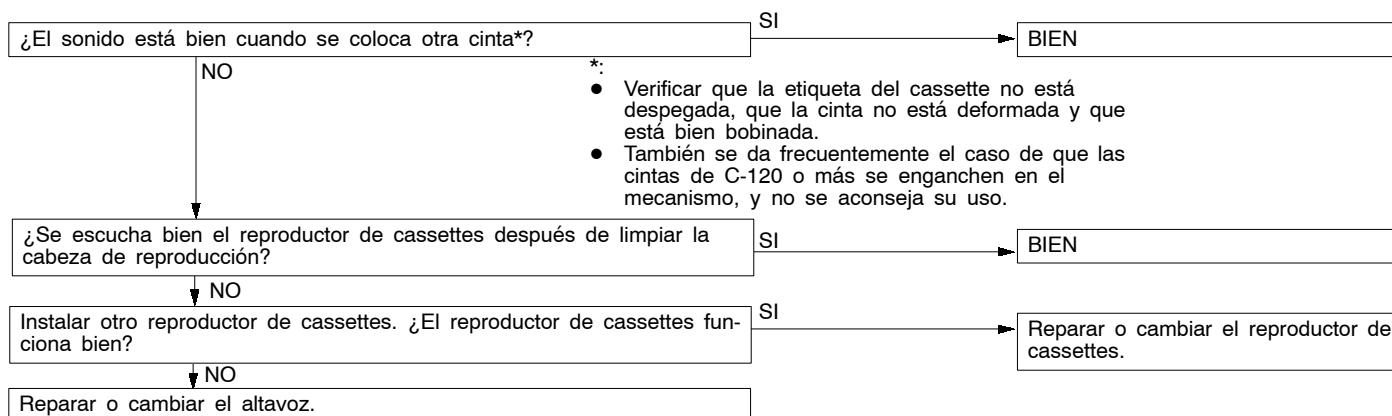 ¿El sonido está bien cuando se coloca otra cinta*?
SI
BIEN
NO
*:
● Verificar que la etiqueta del cassette no está
despegada, que la cinta no está deformada y que
está bien bobinada.
● También se da frecuentemente el caso de que las
cintas de C-120 o más se enganchen en el
mecanismo, y no se aconseja su uso.
¿Se escucha bien el reproductor de cassettes después de limpiar la
cabeza de reproducción?
SI
BIEN
NO
Instalar otro reproductor de cassettes. ¿El reproductor de cassettes fun-
ciona bien?
SI
Reparar o cambiar el reproductor de
cassettes.
NO
Reparar o cambiar el altavoz.